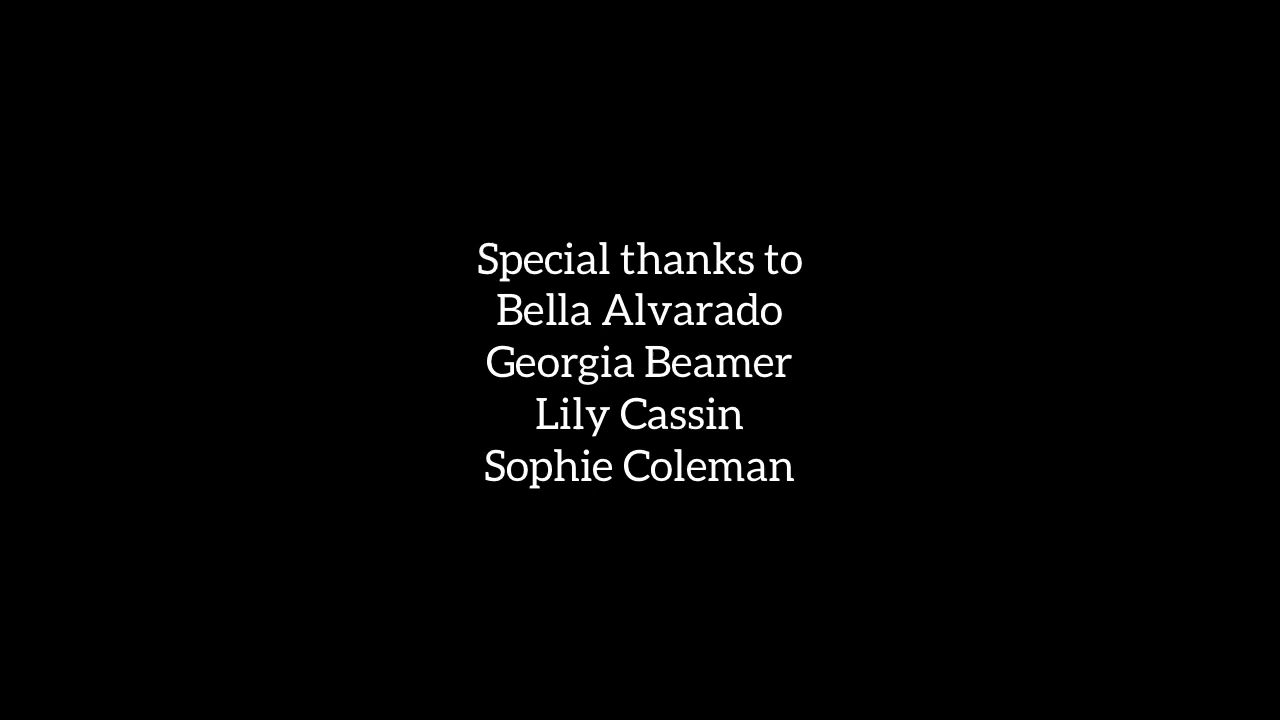 Special thanks to
Bella Alvarado
Georgia Beamer
Lily Cassin
Sophie Coleman